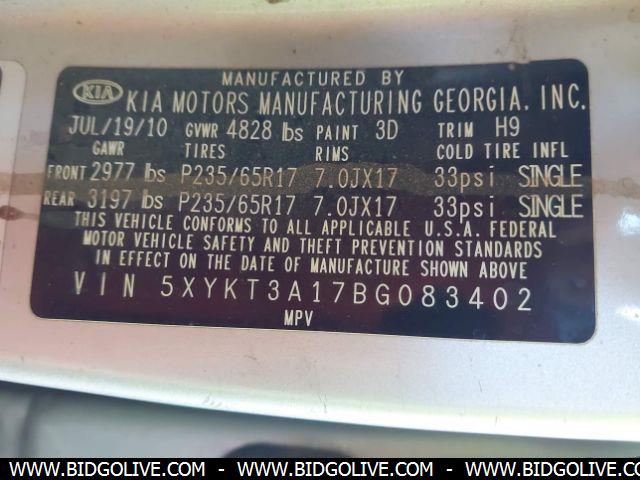 MANUFACTURED BY
KIA KIA MOTORS MANUFACTURING GEORGIA, INC.
JUL/19/10 GVWR 4828 lbs PAINT 3D TRIM H9
GAWR TIRES RIMS COLD TIRE INFL
FRONT 2977 lbs P235/65R17 7.0JX17 33psi SINGLE
REAR 3197 lbs P235/65R17 7.0JX17 33psi SINGLE
THIS VEHICLE CONFORMS TO ALL APPLICABLE U.S.A. FEDERAL
MOTOR VEHICLE SAFETY AND THEFT PREVENTION STANDARDS
IN EFFECT ON THE DATE OF MANUFACTURE SHOWN ABOVE
VIN 5XYKT3A17BG083402
MPV
WWW.BIDGOLIVE.COM - WWW.BIDGOLIVE.COM - WWW.BIDGOLIVE.COM